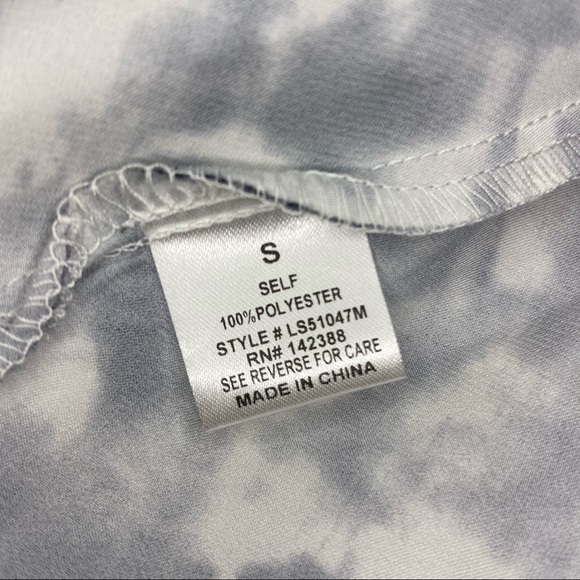 S
SELF
100%POLYESTER
STYLE # LS51047M
RN# 142388
SEE REVERSE FOR CARE
MADE IN CHINA